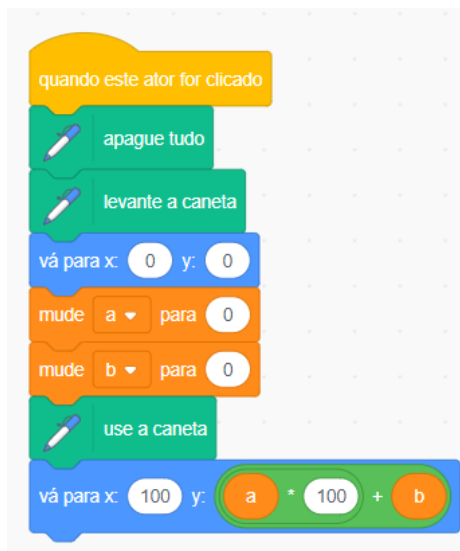 quando este ator for clicado
apague tudo
levante a caneta
vá para x: 0 y: 0
mude a para 0
mude b para 0
use a caneta
vá para x: 100 y: a * 100 + b